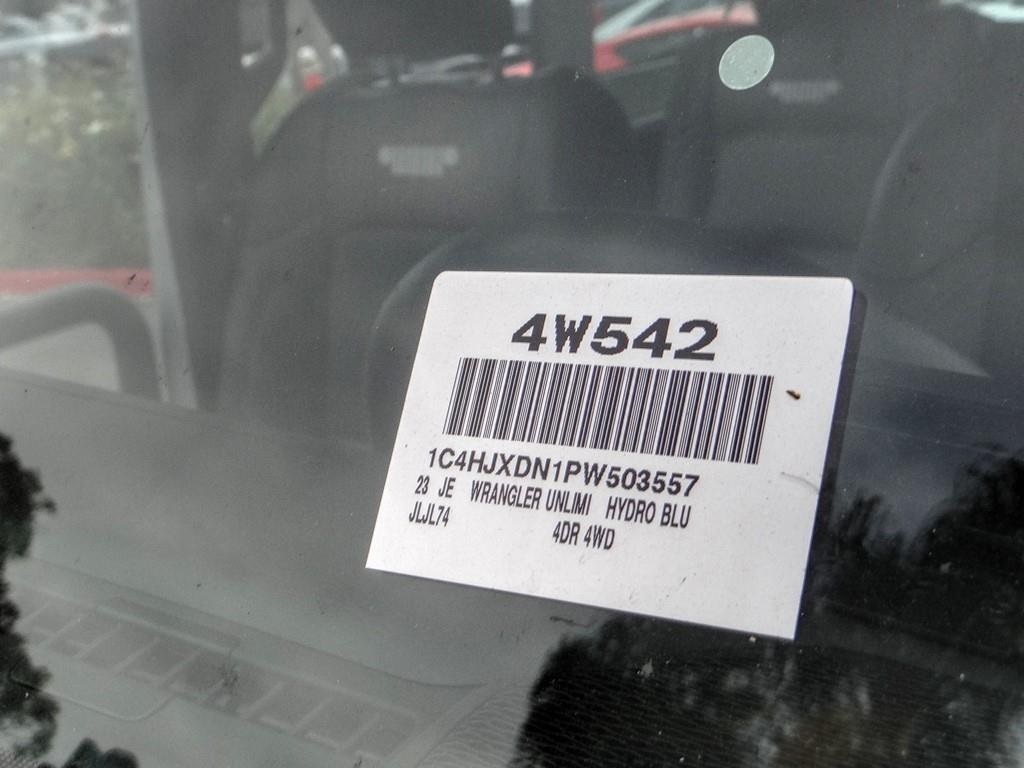 4W542
1C4HJXDN1PW503557
23 JE WRANGLER UNLIMI HYDRO BLU
JLJL74 4DR 4WD